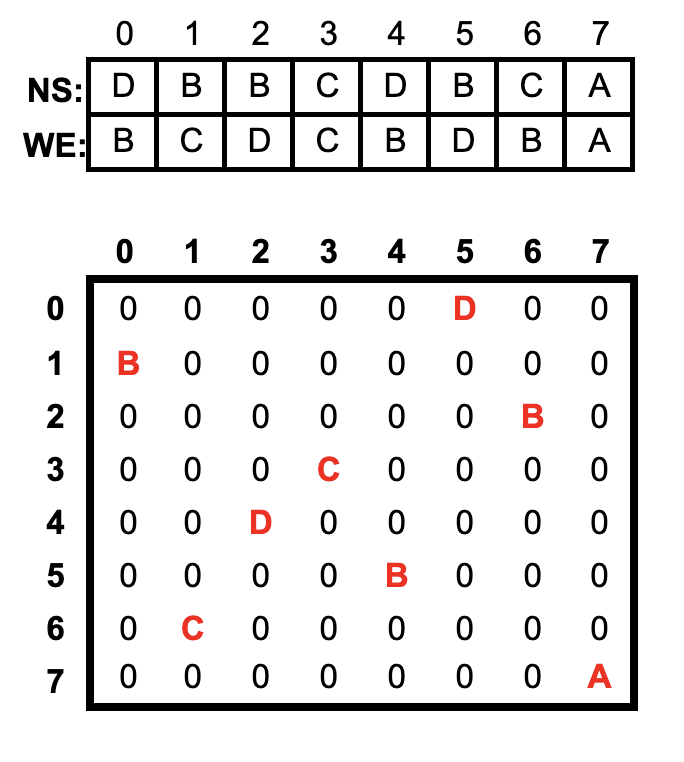 0 1 2 3 4 5 6 7
NS: D B B C D B C A
WE: B C D C B D B A
0 1 2 3 4 5 6 7
0 0 0 0 0 0 D 0 0
1 B 0 0 0 0 0 0 0
2 0 0 0 0 0 0 B 0
3 0 0 0 C 0 0 0 0
4 0 0 D 0 0 0 0 0
5 0 0 0 0 B 0 0 0
6 0 C 0 0 0 0 0 0
7 0 0 0 0 0 0 0 A